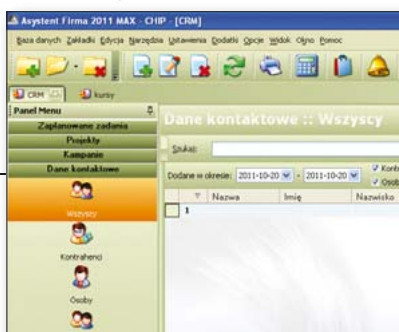 Asystent Firma 2011 MAX - CHIP - [CRM]
Baza danych Zakładki Edycja Narzędzia Ustawienia Dodatki Opcje Widok Okno Pomoc
CRM kursy
Panel Menu
Zaplanowane zadania
Projekty
Kampanie
Dane kontaktowe
Wszyscy
Kontrahenci
Osoby
Dane kontaktowe :: Wszyscy
Szukaj:
Dodane w okresie: 2011-10-20 - 2011-10-20 Kont
Osob
Nazwa Imię Nazwisko
1